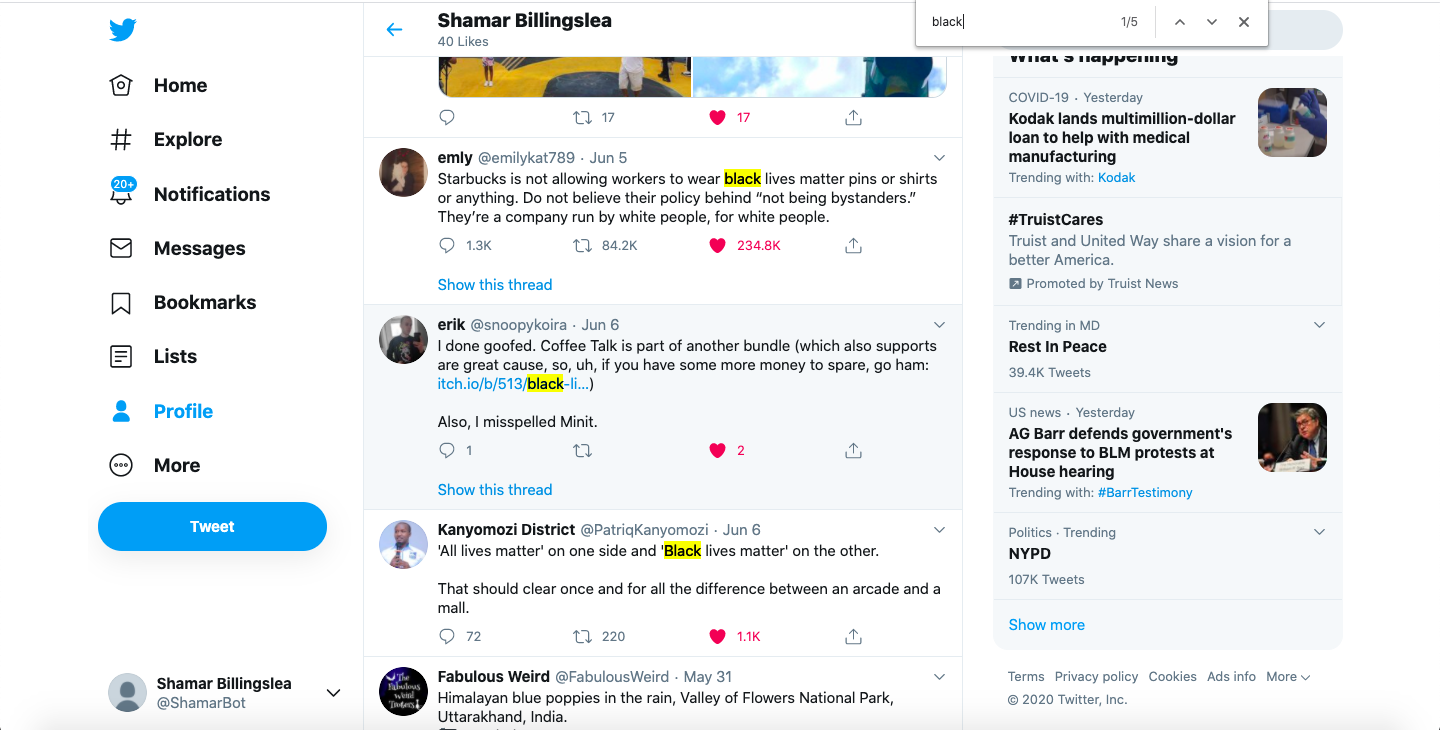 Home
Explore
20+
Notifications
Messages
Bookmarks
Lists
Profile
More
Tweet
Shamar Billingslea
@ShamarBot
Shamar Billingslea
40 Likes
17
17
emly @emilykat789 · Jun 5
Starbucks is not allowing workers to wear black lives matter pins or shirts
or anything. Do not believe their policy behind “not being bystanders.”
They’re a company run by white people, for white people.
1.3K 84.2K 234.8K
Show this thread
erik @snoopykoira · Jun 6
I done goofed. Coffee Talk is part of another bundle (which also supports
are great cause, so, uh, if you have some more money to spare, go ham:
itch.io/b/513/black-li...)
Also, I misspelled Minit.
1 2
Show this thread
Kanyomozi District @PatriqKanyomozi · Jun 6
'All lives matter' on one side and 'Black lives matter' on the other.
That should clear once and for all the difference between an arcade and a
mall.
72 220 1.1K
Fabulous Weird @FabulousWeird · May 31
The
Fabulous
Weird
Trotters
Himalayan blue poppies in the rain, Valley of Flowers National Park,
Uttarakhand, India.
black 1/5
What's happening
COVID-19 · Yesterday
Kodak lands multimillion-dollar
loan to help with medical
manufacturing
Trending with: Kodak
#TruistCares
Truist and United Way share a vision for a
better America.
Promoted by Truist News
Trending in MD
Rest In Peace
39.4K Tweets
US news · Yesterday
AG Barr defends government's
response to BLM protests at
House hearing
Trending with: #BarrTestimony
Politics · Trending
NYPD
107K Tweets
Show more
Terms Privacy policy Cookies Ads info More
© 2020 Twitter, Inc.